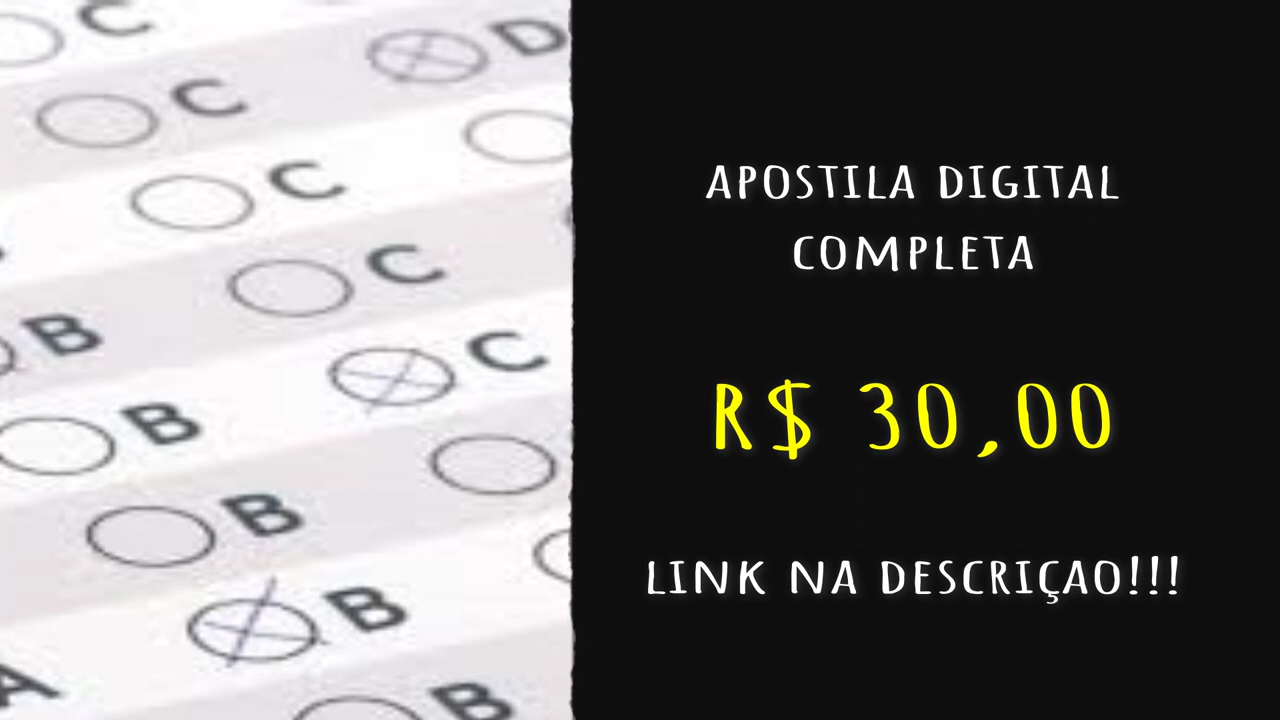 C
D
C
C
C
B
C
B
B
B
A
B
APOSTILA DIGITAL
COMPLETA
R$ 30,00
LINK NA DESCRIÇAO!!!